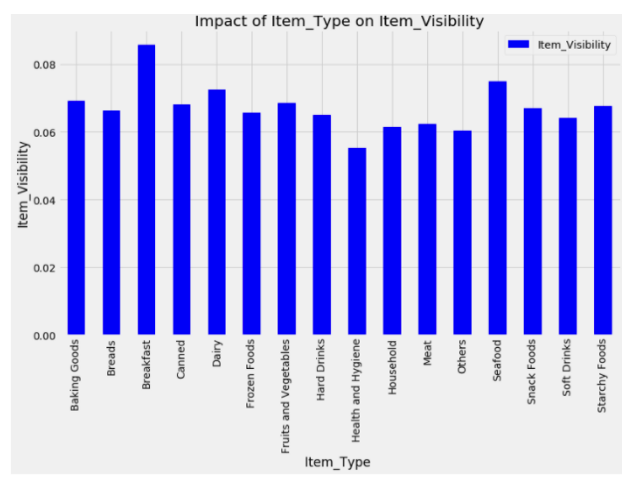 Impact of Item_Type on Item_Visibility
Item_Visibility
0.08
0.06
0.04
0.02
0.00
Item_Visibility
Baking Goods
Breads
Breakfast
Canned
Dairy
Frozen Foods
Fruits and Vegetables
Hard Drinks
Health and Hygiene
Household
Meat
Others
Seafood
Snack Foods
Soft Drinks
Starchy Foods
Item_Type